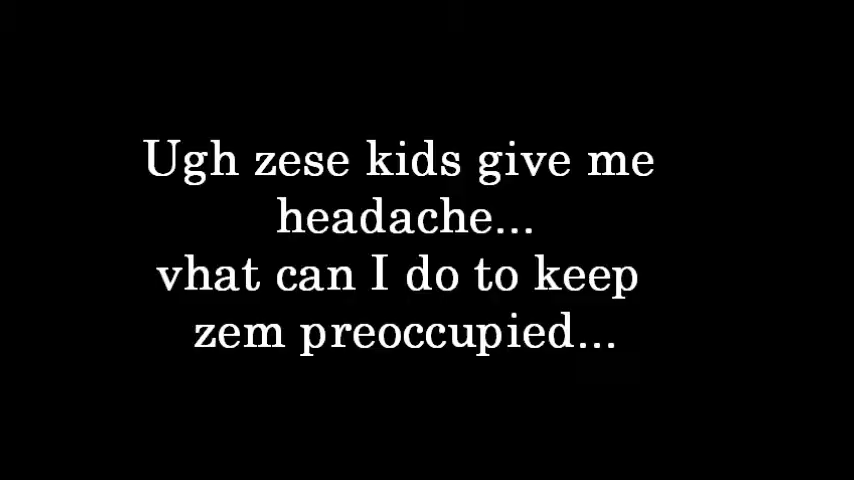 Ugh zese kids give me
headache...
vhat can I do to keep
zem preoccupied...